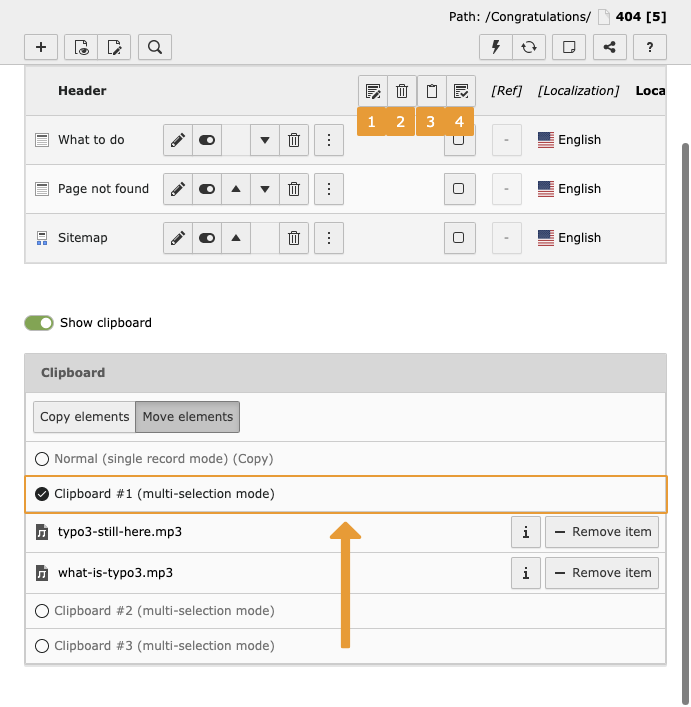 Path: /Congratulations/ 404 [5]
?
Header [Ref] [Localization] Loca
1 2 3 4
What to do - English
Page not found - English
Sitemap - English
Show clipboard
Clipboard
Copy elements Move elements
Normal (single record mode) (Copy)
Clipboard #1 (multi-selection mode)
typo3-still-here.mp3 i Remove item
what-is-typo3.mp3 i Remove item
Clipboard #2 (multi-selection mode)
Clipboard #3 (multi-selection mode)